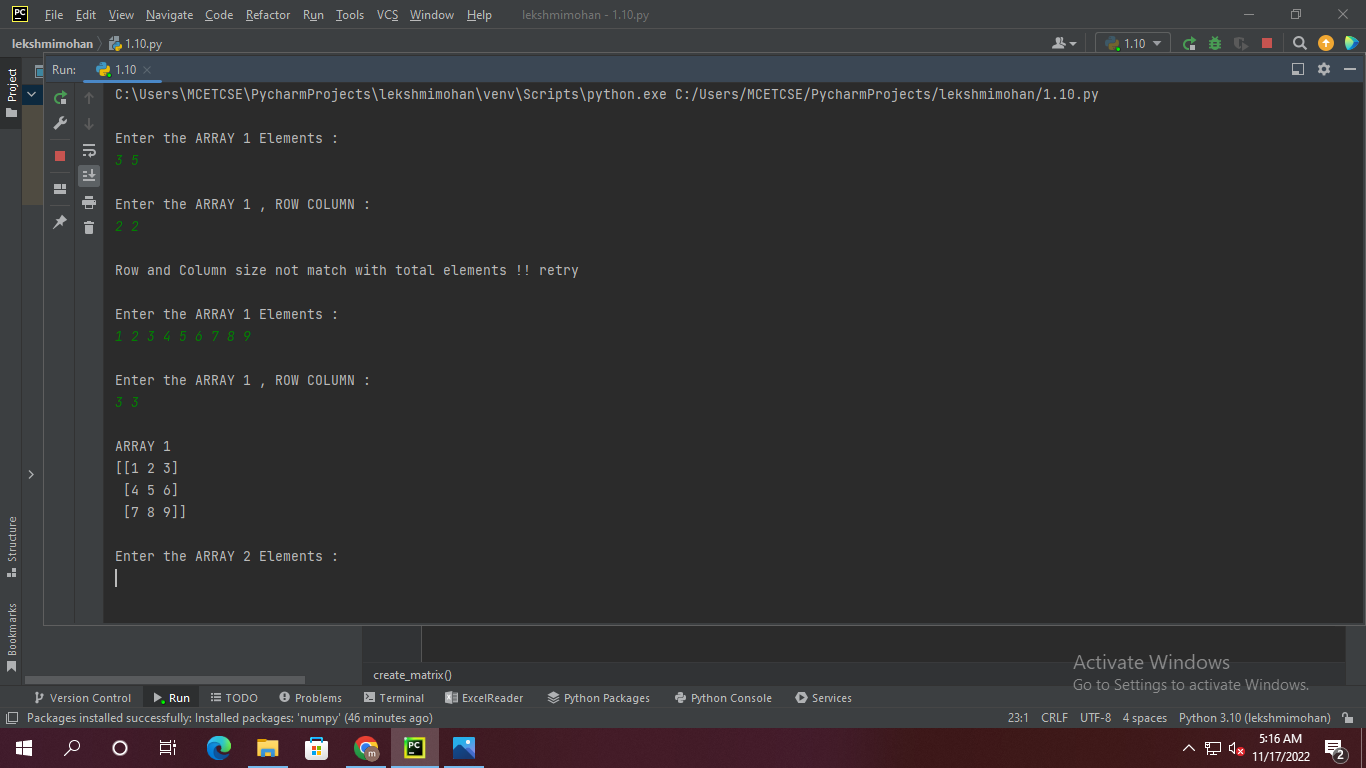 PC File Edit View Navigate Code Refactor Run Tools VCS Window Help lekshmimohan - 1.10.py
lekshmimohan 1.10.py 1.10
Project
Run: 1.10
C:\Users\MCETCSE\PycharmProjects\lekshmimohan\venv\Scripts\python.exe C:/Users/MCETCSE/PycharmProjects/lekshmimohan/1.10.py
Enter the ARRAY 1 Elements :
3 5
Enter the ARRAY 1 , ROW COLUMN :
2 2
Row and Column size not match with total elements !! retry
Enter the ARRAY 1 Elements :
1 2 3 4 5 6 7 8 9
Enter the ARRAY 1 , ROW COLUMN :
3 3
ARRAY 1
[[1 2 3]
[4 5 6]
[7 8 9]]
Enter the ARRAY 2 Elements :
Structure
Bookmarks
create_matrix()
Activate Windows
Go to Settings to activate Windows.
Version Control Run TODO Problems Terminal ExcelReader Python Packages Python Console Services
Packages installed successfully: Installed packages: 'numpy' (46 minutes ago) 23:1 CRLF UTF-8 4 spaces Python 3.10 (lekshmimohan)
m PC 5:16 AM
11/17/2022 2